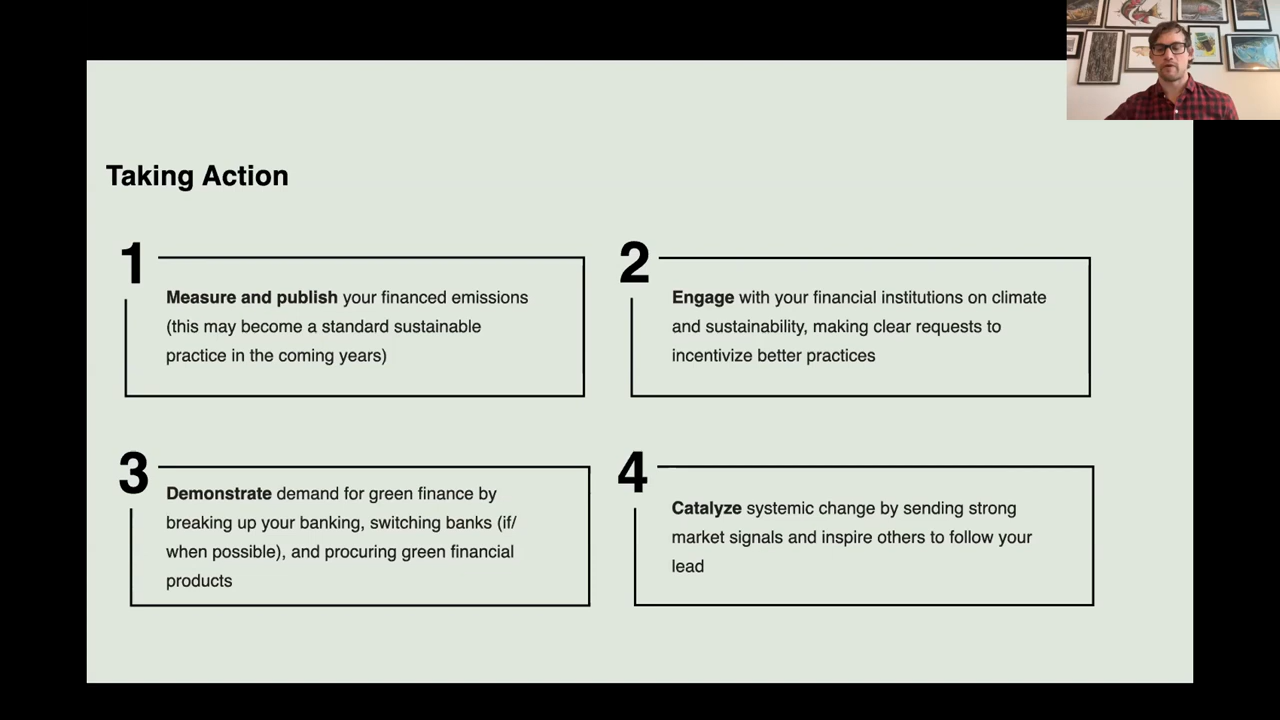 Taking Action
1
Measure and publish your financed emissions
(this may become a standard sustainable
practice in the coming years)
2
Engage with your financial institutions on climate
and sustainability, making clear requests to
incentivize better practices
3
Demonstrate demand for green finance by
breaking up your banking, switching banks (if/
when possible), and procuring green financial
products
4
Catalyze systemic change by sending strong
market signals and inspire others to follow your
lead